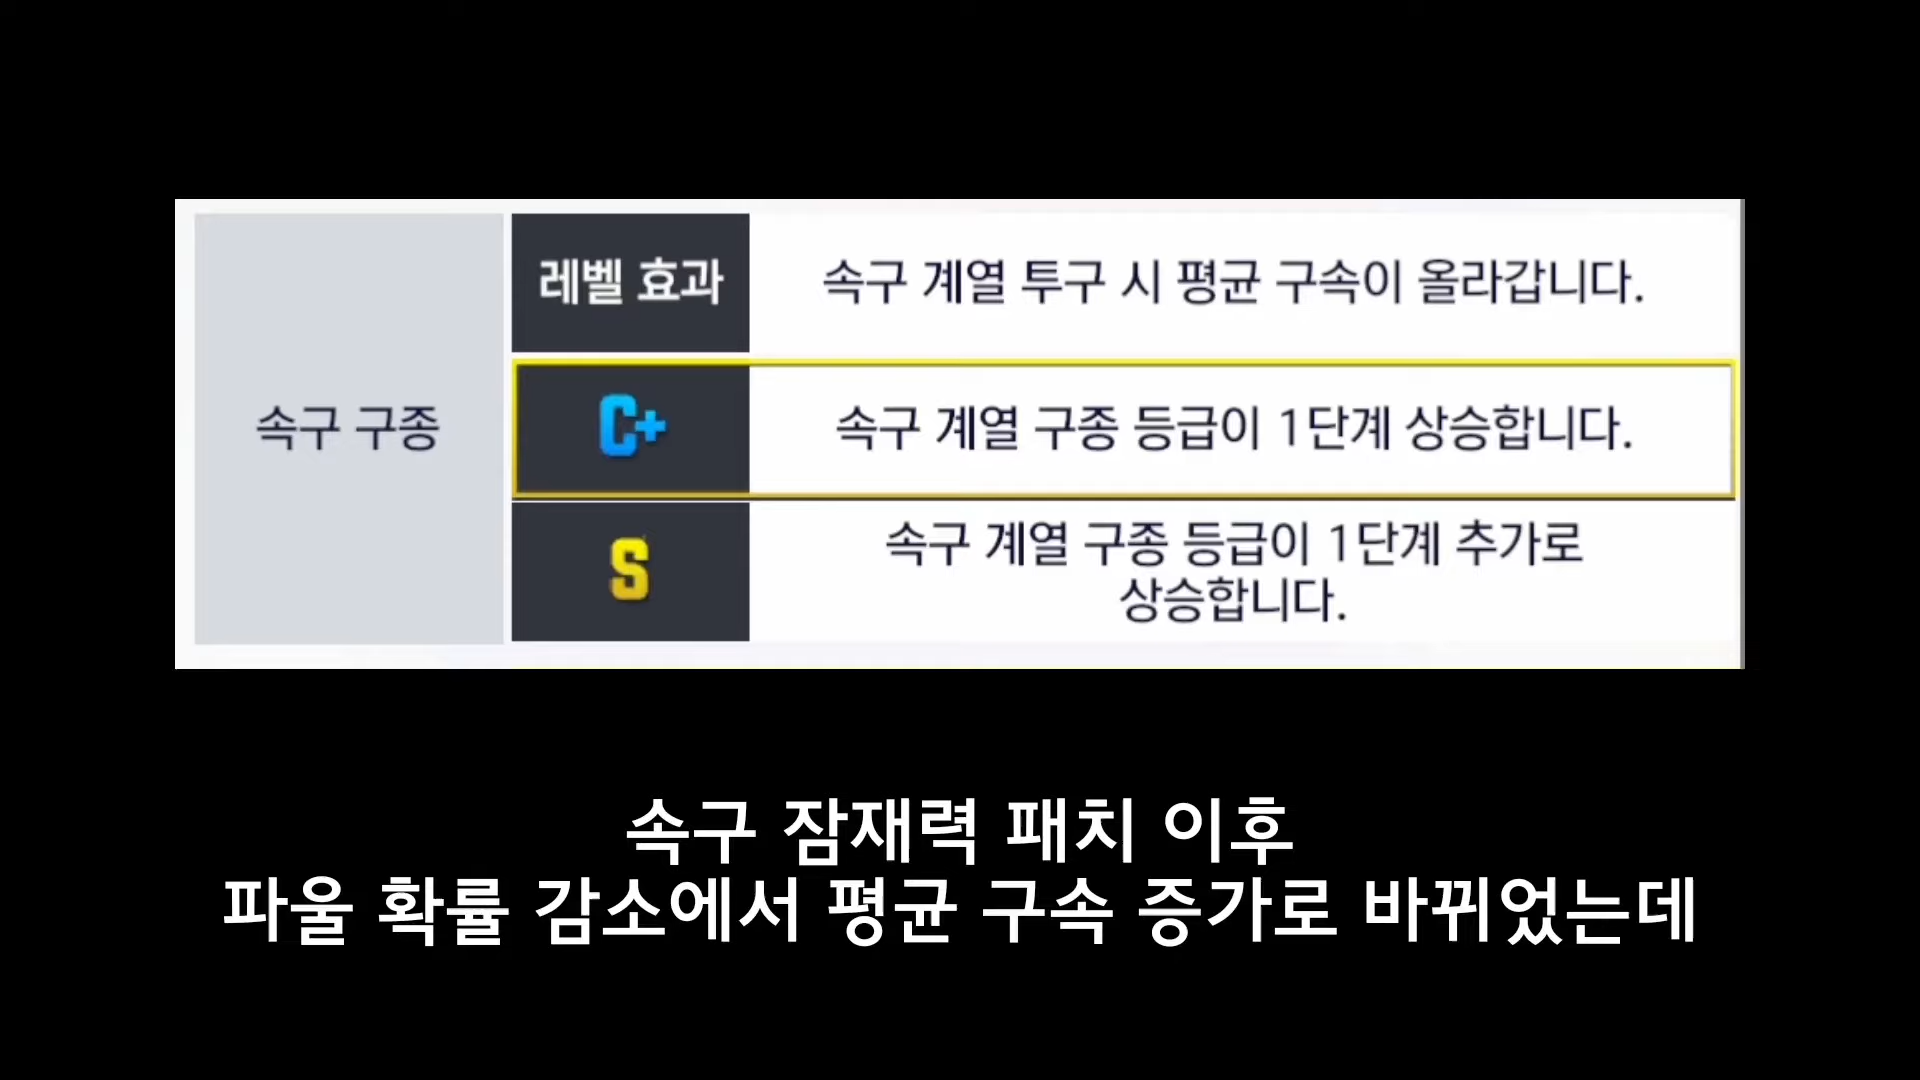 속구 구종
레벨 효과
속구 계열 투구 시 평균 구속이 올라갑니다.
C+
속구 계열 구종 등급이 1단계 상승합니다.
S
속구 계열 구종 등급이 1단계 추가로
상승합니다.
속구 잠재력 패치 이후
파울 확률 감소에서 평균 구속 증가로 바뀌었는데